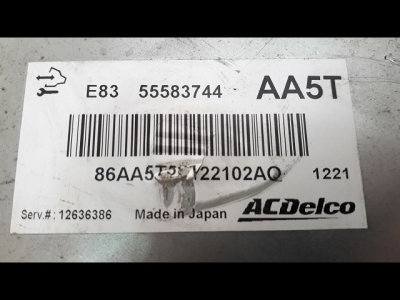 E83 55583744 AA5T
1221
Serv.#: 12636386 Made in Japan ACDelco